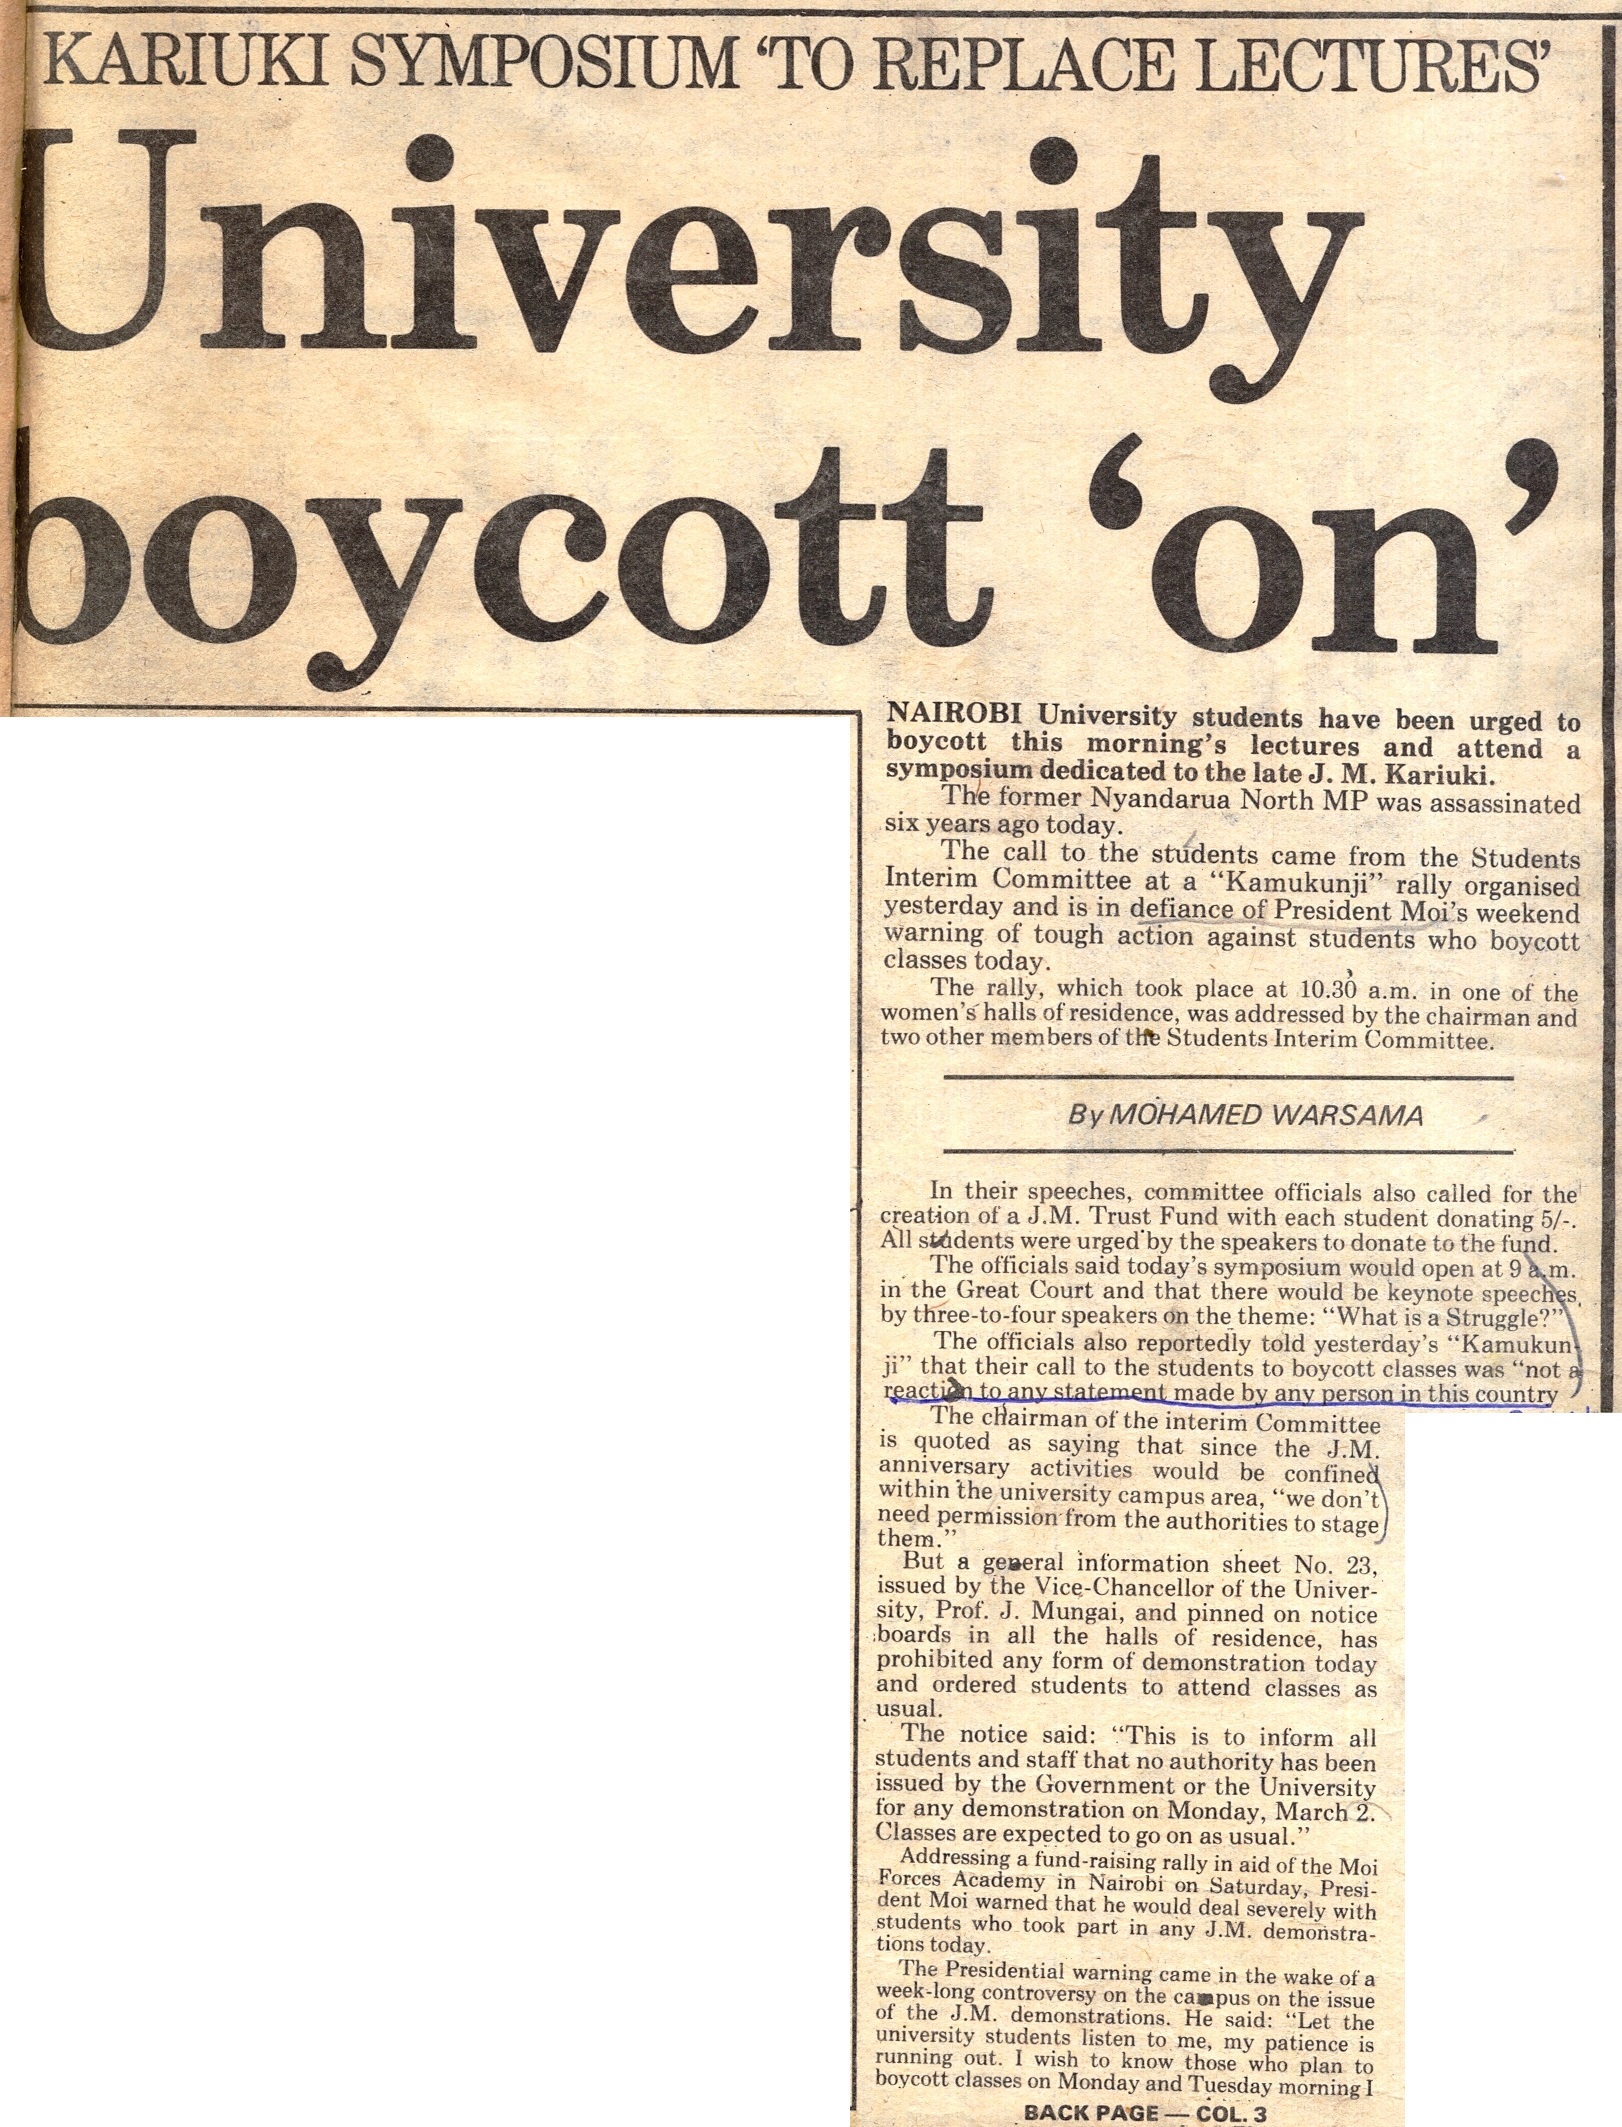 KARIUKI SYMPOSIUM ‘TO REPLACE LECTURES’
University
boycott ‘on’
NAIROBI University students have been urged to
boycott this morning’s lectures and attend a
symposium dedicated to the late J. M. Kariuki.
The former Nyandarua North MP was assassinated
six years ago today.
The call to the students came from the Students
Interim Committee at a “Kamukunji” rally organised
yesterday and is in defiance of President Moi’s weekend
warning of tough action against students who boycott
classes today.
The rally, which took place at 10.30 a.m. in one of the
women’s halls of residence, was addressed by the chairman and
two other members of the Students Interim Committee.
By MOHAMED WARSAMA
In their speeches, committee officials also called for the
creation of a J.M. Trust Fund with each student donating 5/-.
All students were urged by the speakers to donate to the fund.
The officials said today’s symposium would open at 9 a.m.
in the Great Court and that there would be keynote speeches,
by three-to-four speakers on the theme: “What is a Struggle?”
The officials also reportedly told yesterday’s “Kamukun-
ji” that their call to the students to boycott classes was “not a
reaction to any statement made by any person in this country
The chairman of the interim Committee
is quoted as saying that since the J.M.
anniversary activities would be confined
within the university campus area, “we don’t
need permission from the authorities to stage
them.”
But a general information sheet No. 23,
issued by the Vice-Chancellor of the Univer-
sity, Prof. J. Mungai, and pinned on notice
boards in all the halls of residence, has
prohibited any form of demonstration today
and ordered students to attend classes as
usual.
The notice said: “This is to inform all
students and staff that no authority has been
issued by the Government or the University
for any demonstration on Monday, March 2.
Classes are expected to go on as usual.”
Addressing a fund-raising rally in aid of the Moi
Forces Academy in Nairobi on Saturday, Presi-
dent Moi warned that he would deal severely with
students who took part in any J.M. demonstra-
tions today.
The Presidential warning came in the wake of a
week-long controversy on the campus on the issue
of the J.M. demonstrations. He said: “Let the
university students listen to me, my patience is
running out. I wish to know those who plan to
boycott classes on Monday and Tuesday morning I
BACK PAGE — COL. 3